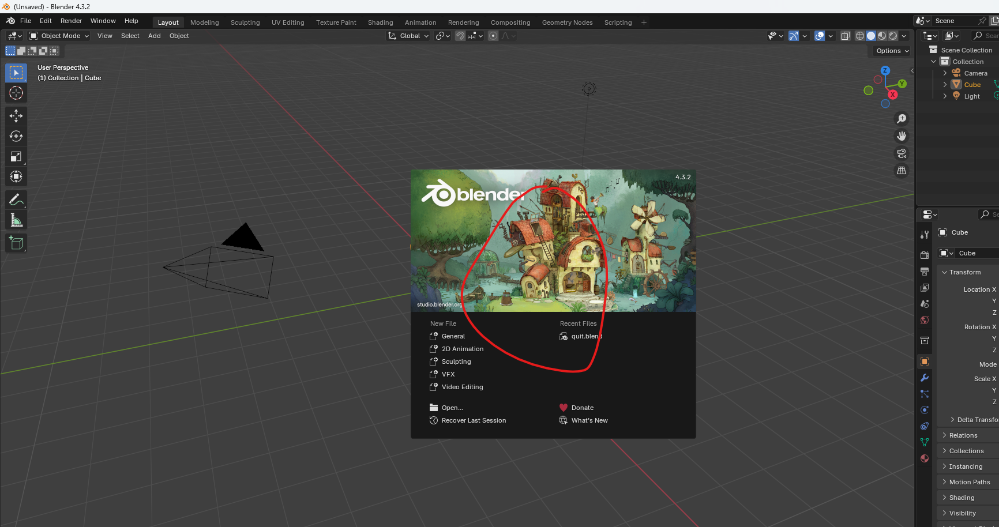 (Unsaved) - Blender 4.3.2
File Edit Render Window Help Layout Modeling Sculpting UV Editing Texture Paint Shading Animation Rendering Compositing Geometry Nodes Scripting + Scene
Object Mode View Select Add Object Global
Options
User Perspective
(1) Collection | Cube
Z
Y
X
Scene Collection
Collection
Camera
Cube
Light
4.3.2
blender
studio.blender.org
New File
General
2D Animation
Sculpting
VFX
Video Editing
Recent Files
quit.blend
Open...
Recover Last Session
Donate
What's New
Cube
Cube
Transform
Location X
Y
Z
Rotation X
Y
Z
Mode
Scale X
Y
Z
Delta Transfo
Relations
Collections
Instancing
Motion Paths
Shading
Visibility